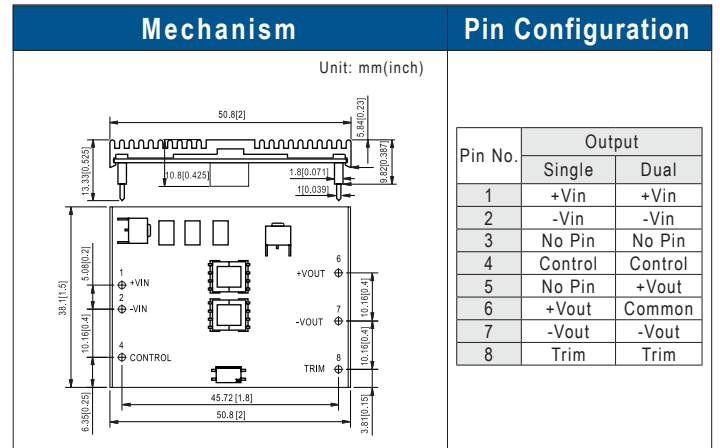 Mechanism
Pin Configuration
Unit: mm(inch)
50.8[2]
5.84[0.23]
13.33[0.525]
10.8[0.425]
1.8[0.071]
1[0.039]
9.82[0.387]
38.1[1.5]
5.08[0.2]
10.16[0.4]
6.35[0.25]
1
+VIN
2
-VIN
4
CONTROL
6
+VOUT
7
-VOUT
8
TRIM
10.16[0.4]
10.16[0.4]
3.81[0.15]
45.72 [1.8]
50.8 [2]
Pin No. Output
Single Dual
1 +Vin +Vin
2 -Vin -Vin
3 No Pin No Pin
4 Control Control
5 No Pin +Vout
6 +Vout Common
7 -Vout -Vout
8 Trim Trim